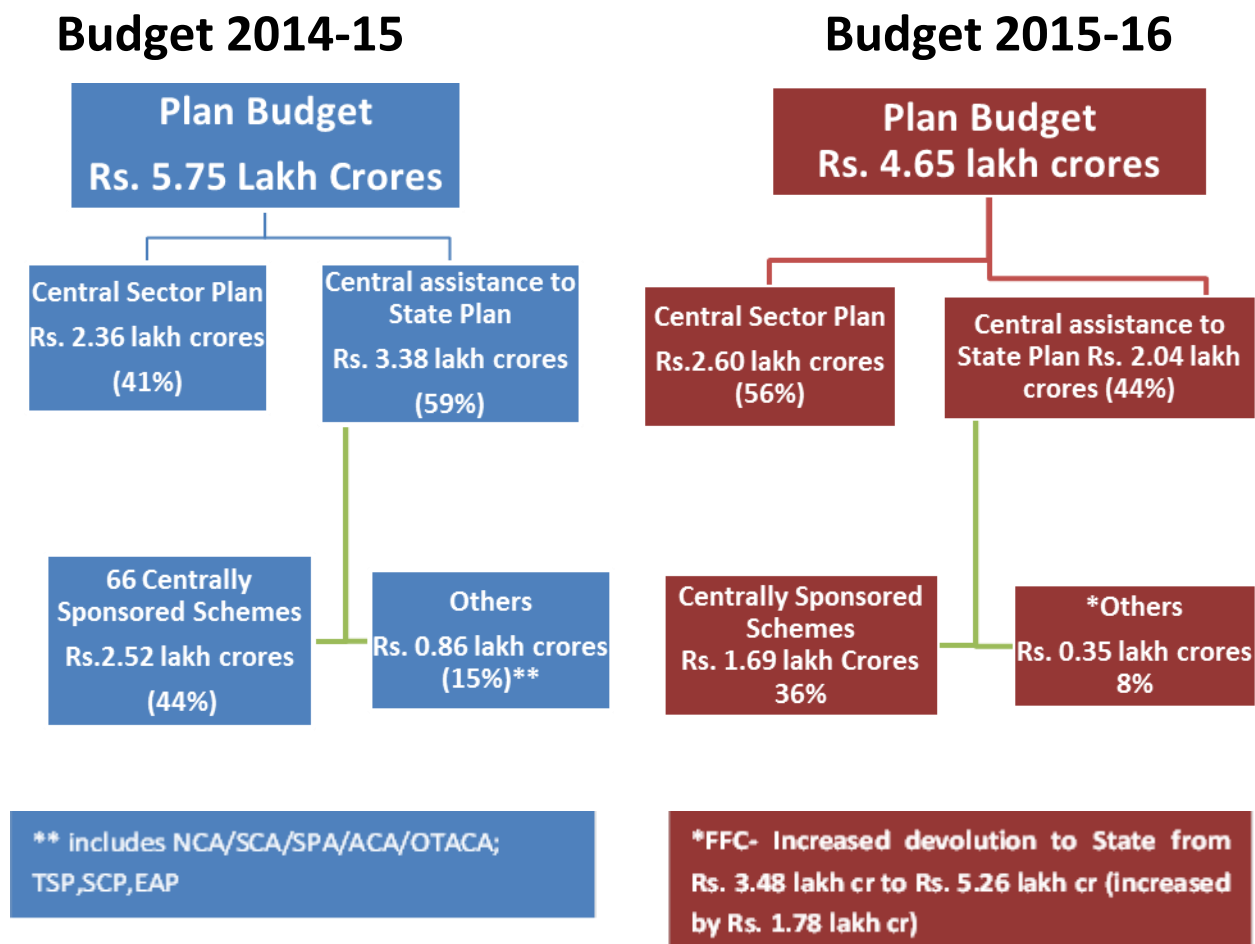 Budget 2014-15
Plan Budget
Rs. 5.75 Lakh Crores
Central Sector Plan
Rs. 2.36 lakh crores
(41%)
Central assistance to
State Plan
Rs. 3.38 lakh crores
(59%)
66 Centrally
Sponsored Schemes
Rs.2.52 lakh crores
(44%)
Others
Rs. 0.86 lakh crores
(15%)**
** includes NCA/SCA/SPA/ACA/OTACA;
TSP,SCP,EAP
Budget 2015-16
Plan Budget
Rs. 4.65 lakh crores
Central Sector Plan
Rs.2.60 lakh crores
(56%)
Central assistance to
State Plan Rs. 2.04 lakh
crores (44%)
Centrally Sponsored
Schemes
Rs. 1.69 lakh Crores
36%
*Others
Rs. 0.35 lakh crores
8%
*FFC- Increased devolution to State from
Rs. 3.48 lakh cr to Rs. 5.26 lakh cr (increased
by Rs. 1.78 lakh cr)